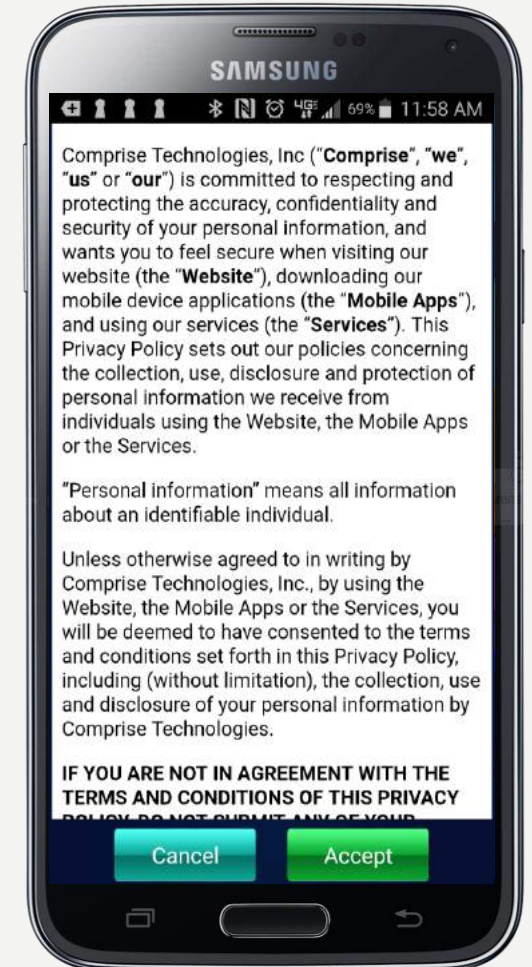 SAMSUNG
4G 69% 11:58 AM
Comprise Technologies, Inc (“Comprise”, “we”,
“us” or “our”) is committed to respecting and
protecting the accuracy, confidentiality and
security of your personal information, and
wants you to feel secure when visiting our
website (the “Website”), downloading our
mobile device applications (the “Mobile Apps”),
and using our services (the “Services”). This
Privacy Policy sets out our policies concerning
the collection, use, disclosure and protection of
personal information we receive from
individuals using the Website, the Mobile Apps
or the Services.
“Personal information” means all information
about an identifiable individual.
Unless otherwise agreed to in writing by
Comprise Technologies, Inc., by using the
Website, the Mobile Apps or the Services, you
will be deemed to have consented to the terms
and conditions set forth in this Privacy Policy,
including (without limitation), the collection, use
and disclosure of your personal information by
Comprise Technologies.
IF YOU ARE NOT IN AGREEMENT WITH THE
TERMS AND CONDITIONS OF THIS PRIVACY
POLICY, DO NOT SUBMIT ANY OF YOUR
Cancel Accept